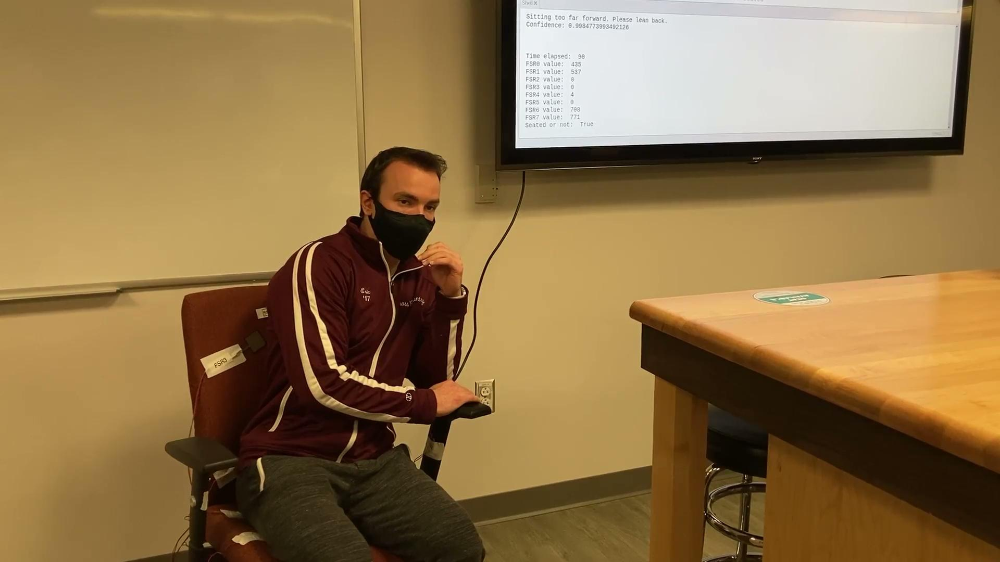 Shell
Sitting too far forward. Please lean back.
Confidence: 0.9984773993492126
Time elapsed: 90
FSR0 value: 435
FSR1 value: 537
FSR2 value: 0
FSR3 value: 0
FSR4 value: 4
FSR5 value: 0
FSR6 value: 708
FSR7 value: 771
Seated or not: True
SONY
Eric
'17
FSR3
SEAT
AVAILABLE